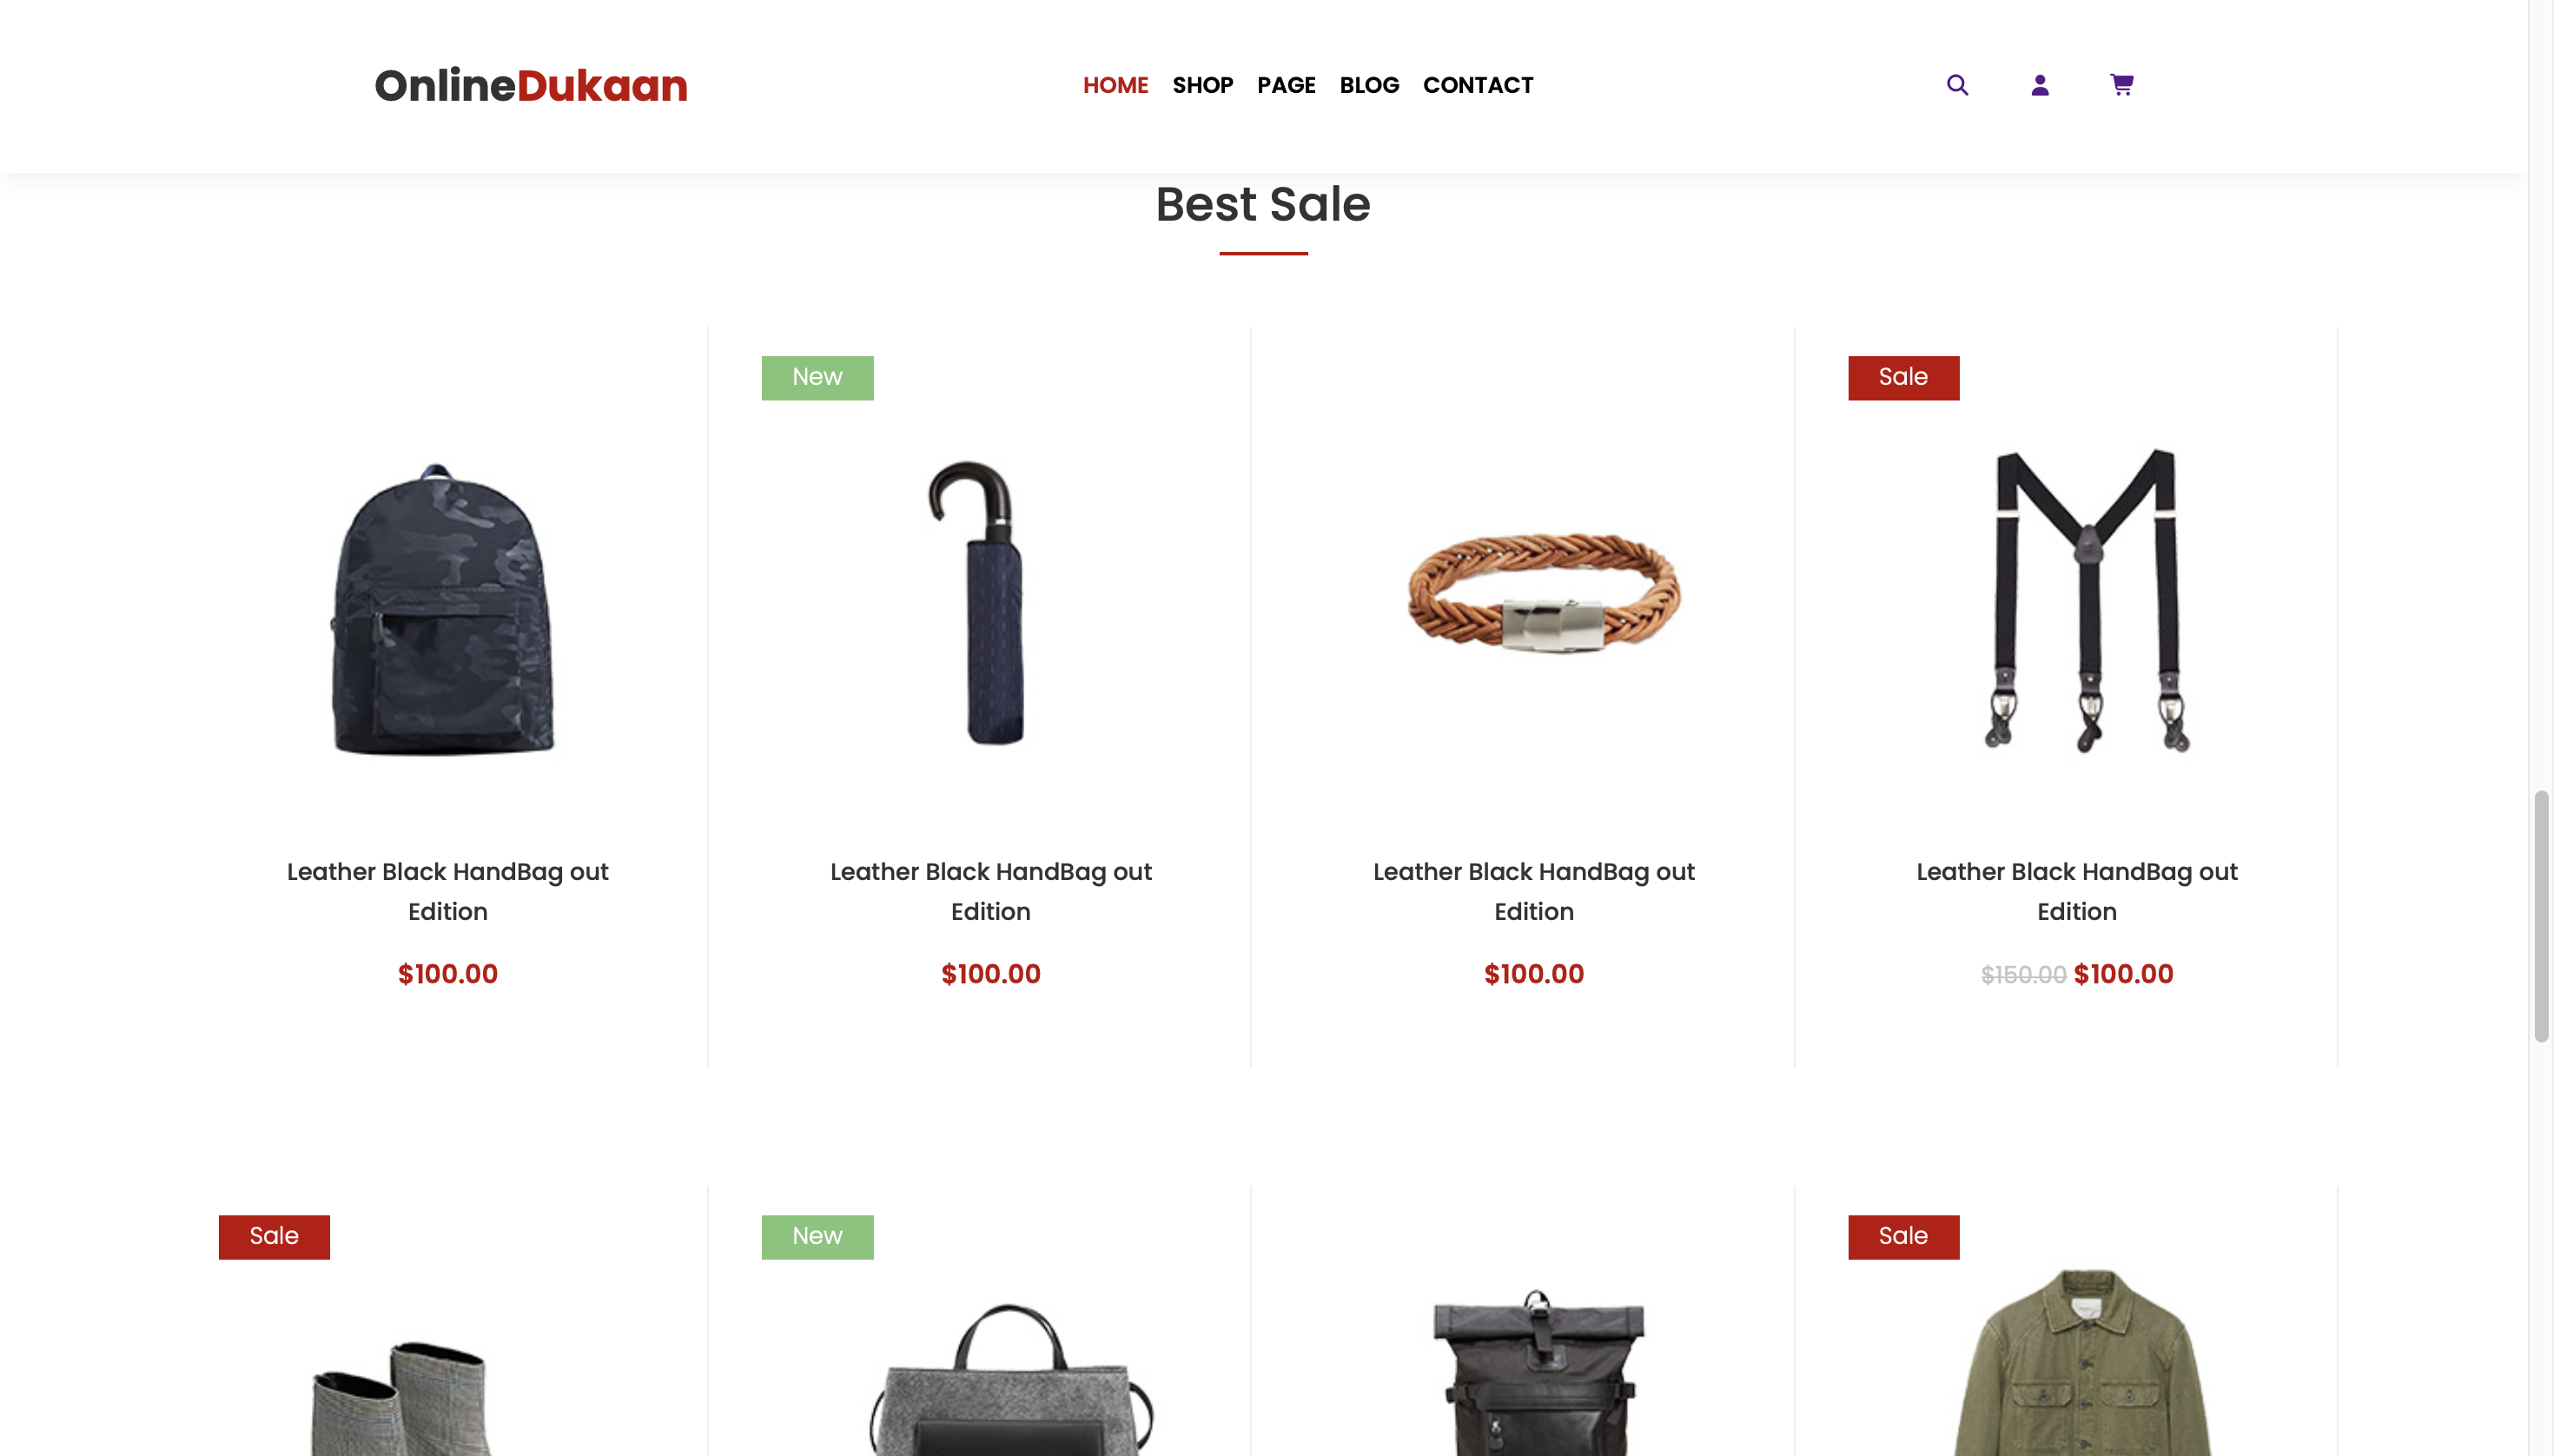 OnlineDukaan
HOME SHOP PAGE BLOG CONTACT
Best Sale
New
Sale
Leather Black HandBag out
Edition
$100.00
Leather Black HandBag out
Edition
$100.00
Leather Black HandBag out
Edition
$100.00
Leather Black HandBag out
Edition
$150.00 $100.00
Sale
New
Sale